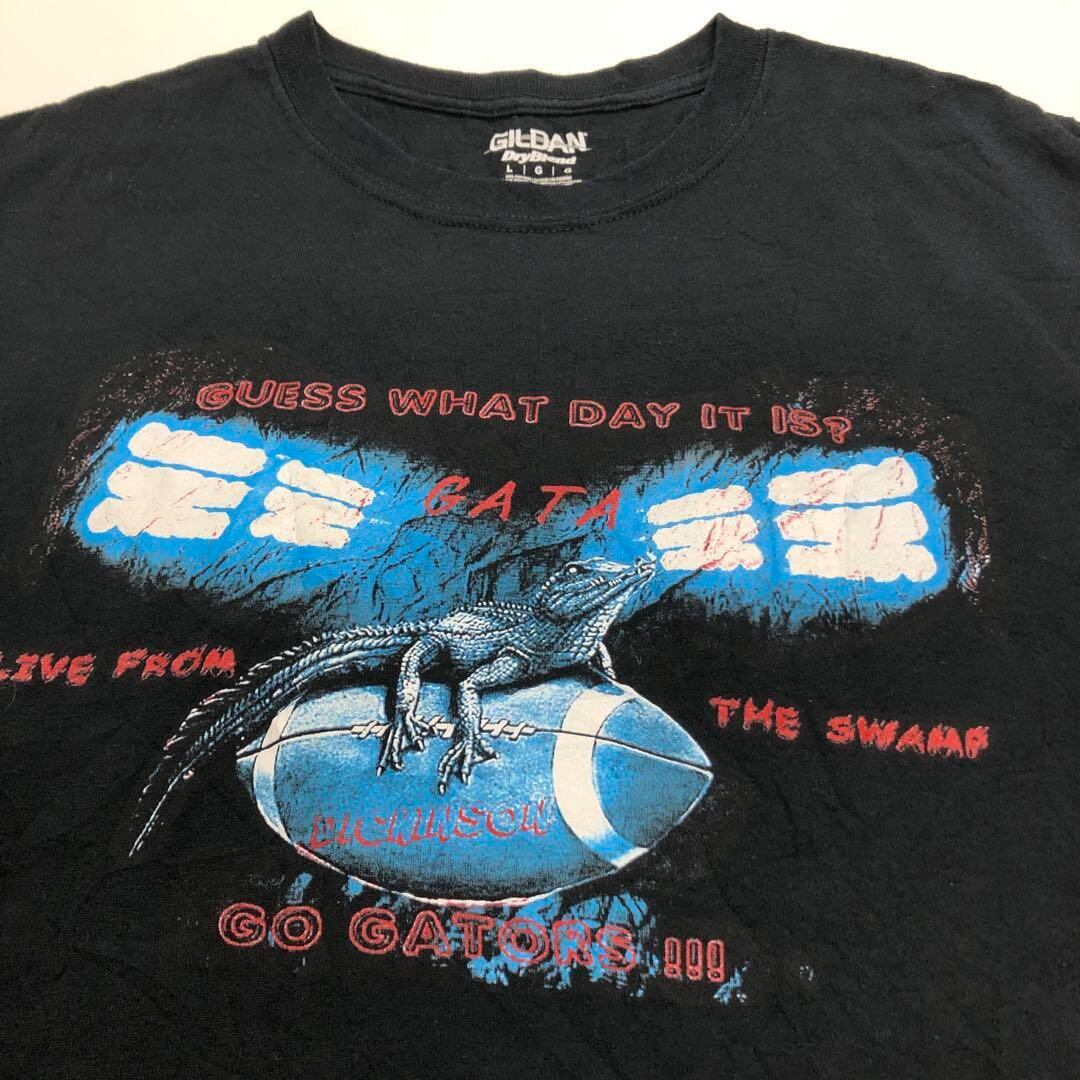 GILDAN
DryBlend
L | G | G
GUESS WHAT DAY IT IS?
GATA
LIVE FROM
THE SWAMP
DICKINSON
GO GATORS !!!